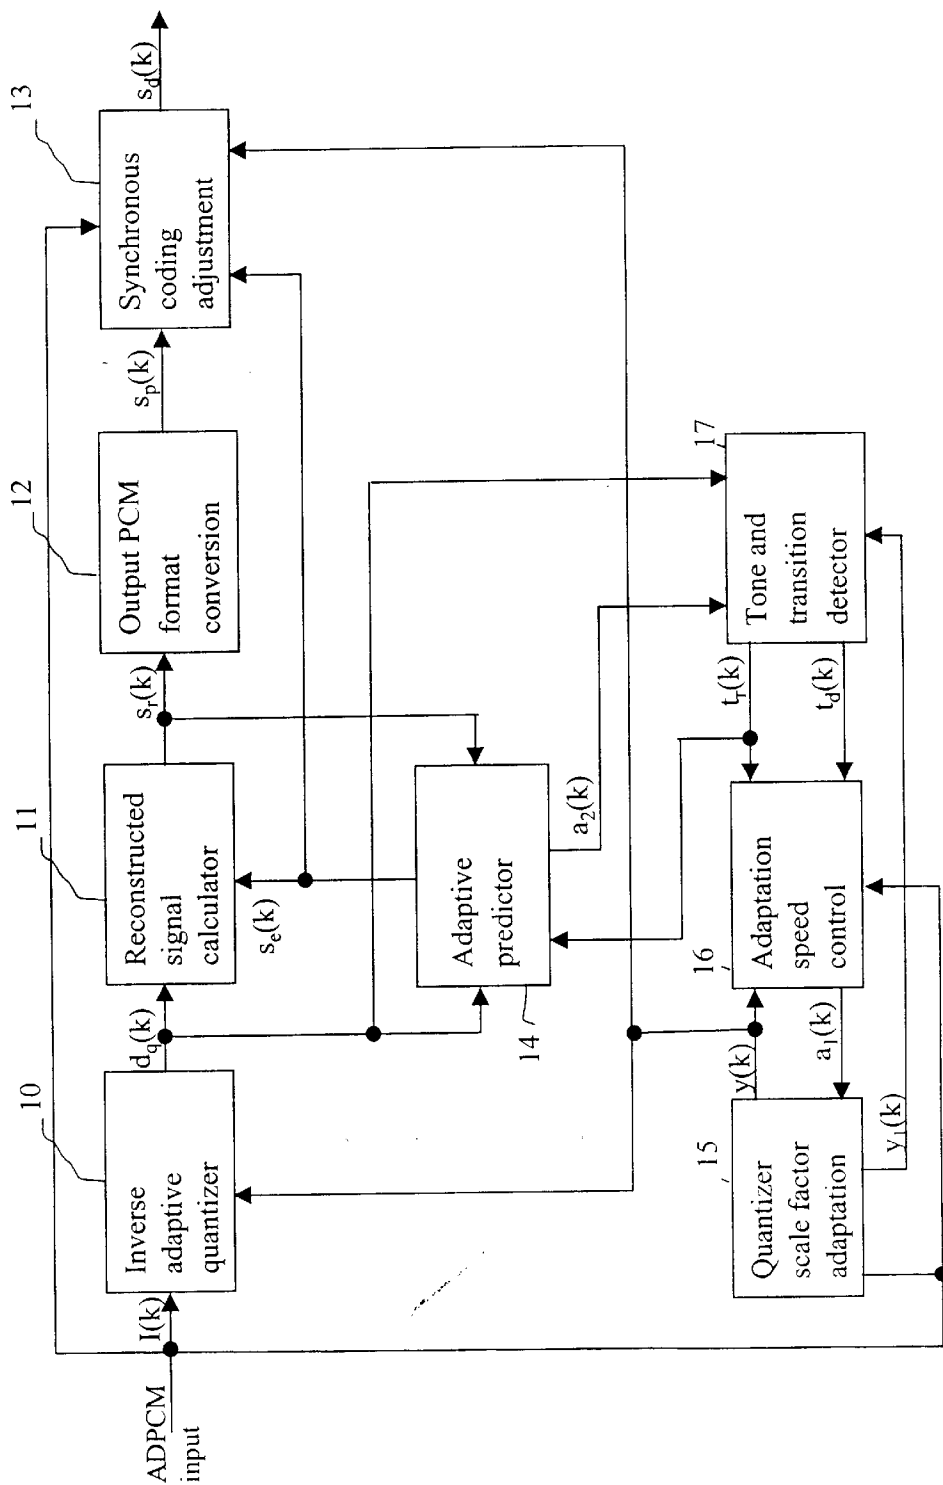 ADPCM
input
I(k)
10
Inverse
adaptive
quantizer
d_q(k)
11
Reconstructed
signal
calculator
s_r(k)
12
Output PCM
format
conversion
s_p(k)
13
Synchronous
coding
adjustment
s_d(k)
s_e(k)
14
Adaptive
predictor
a_2(k)
15
Quantizer
scale factor
adaptation
y(k)
a_1(k)
y_1(k)
16
Adaptation
speed
control
t_r(k)
t_d(k)
17
Tone and
transition
detector